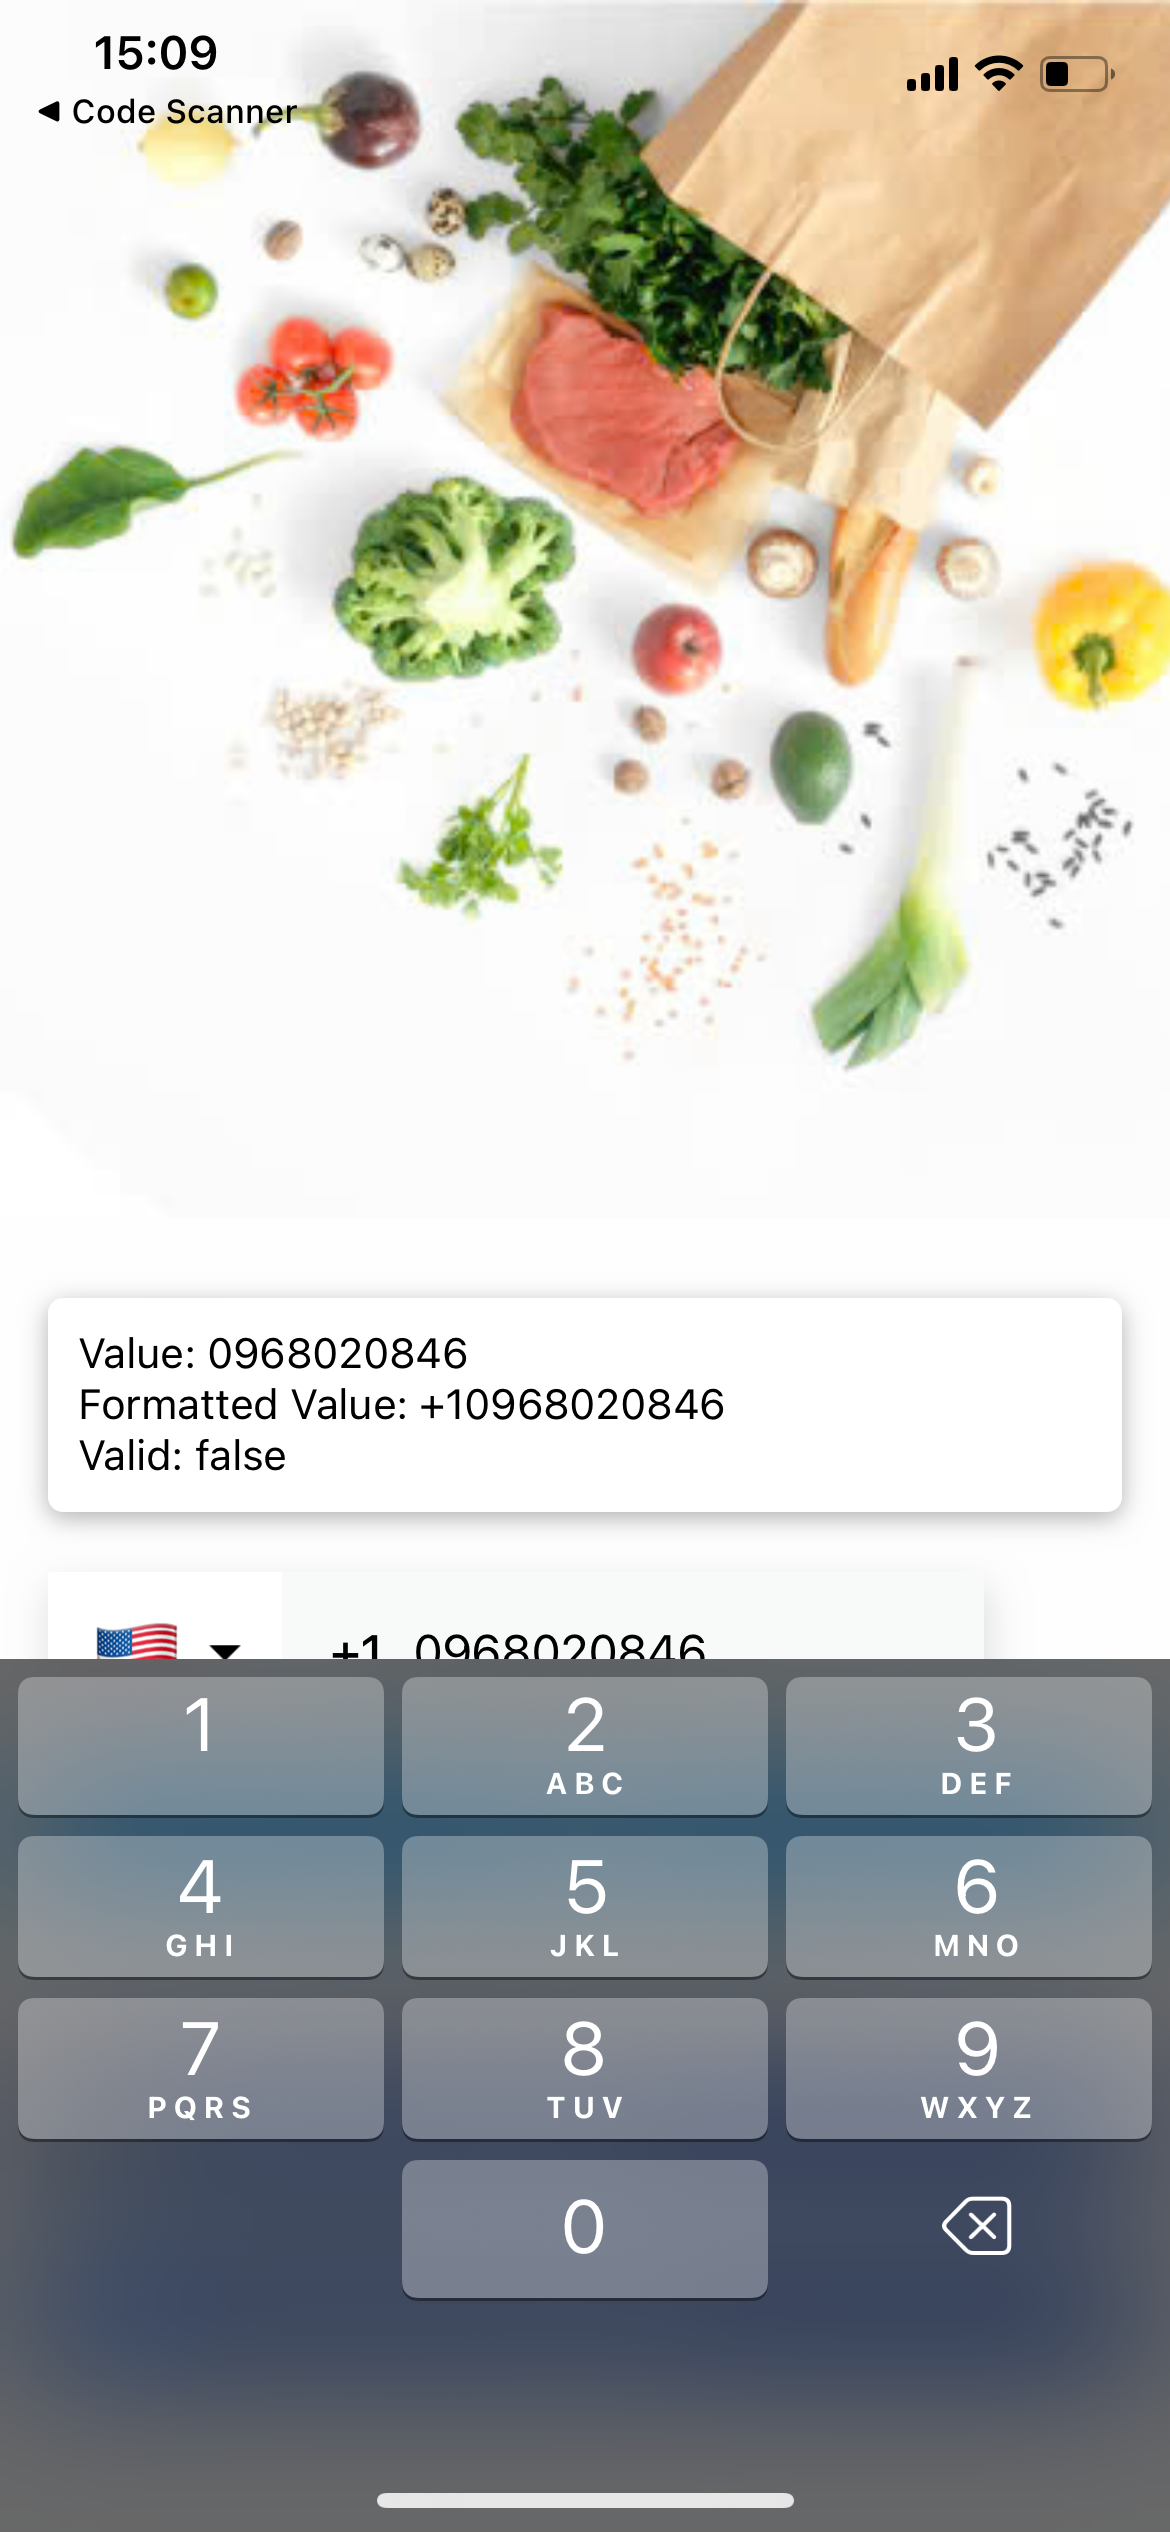 15:09
◀ Code Scanner
Value: 0968020846
Formatted Value: +10968020846
Valid: false
+1 0968020846
1
2
ABC
3
DEF
4
GHI
5
JKL
6
MNO
7
PQRS
8
TUV
9
WXYZ
0